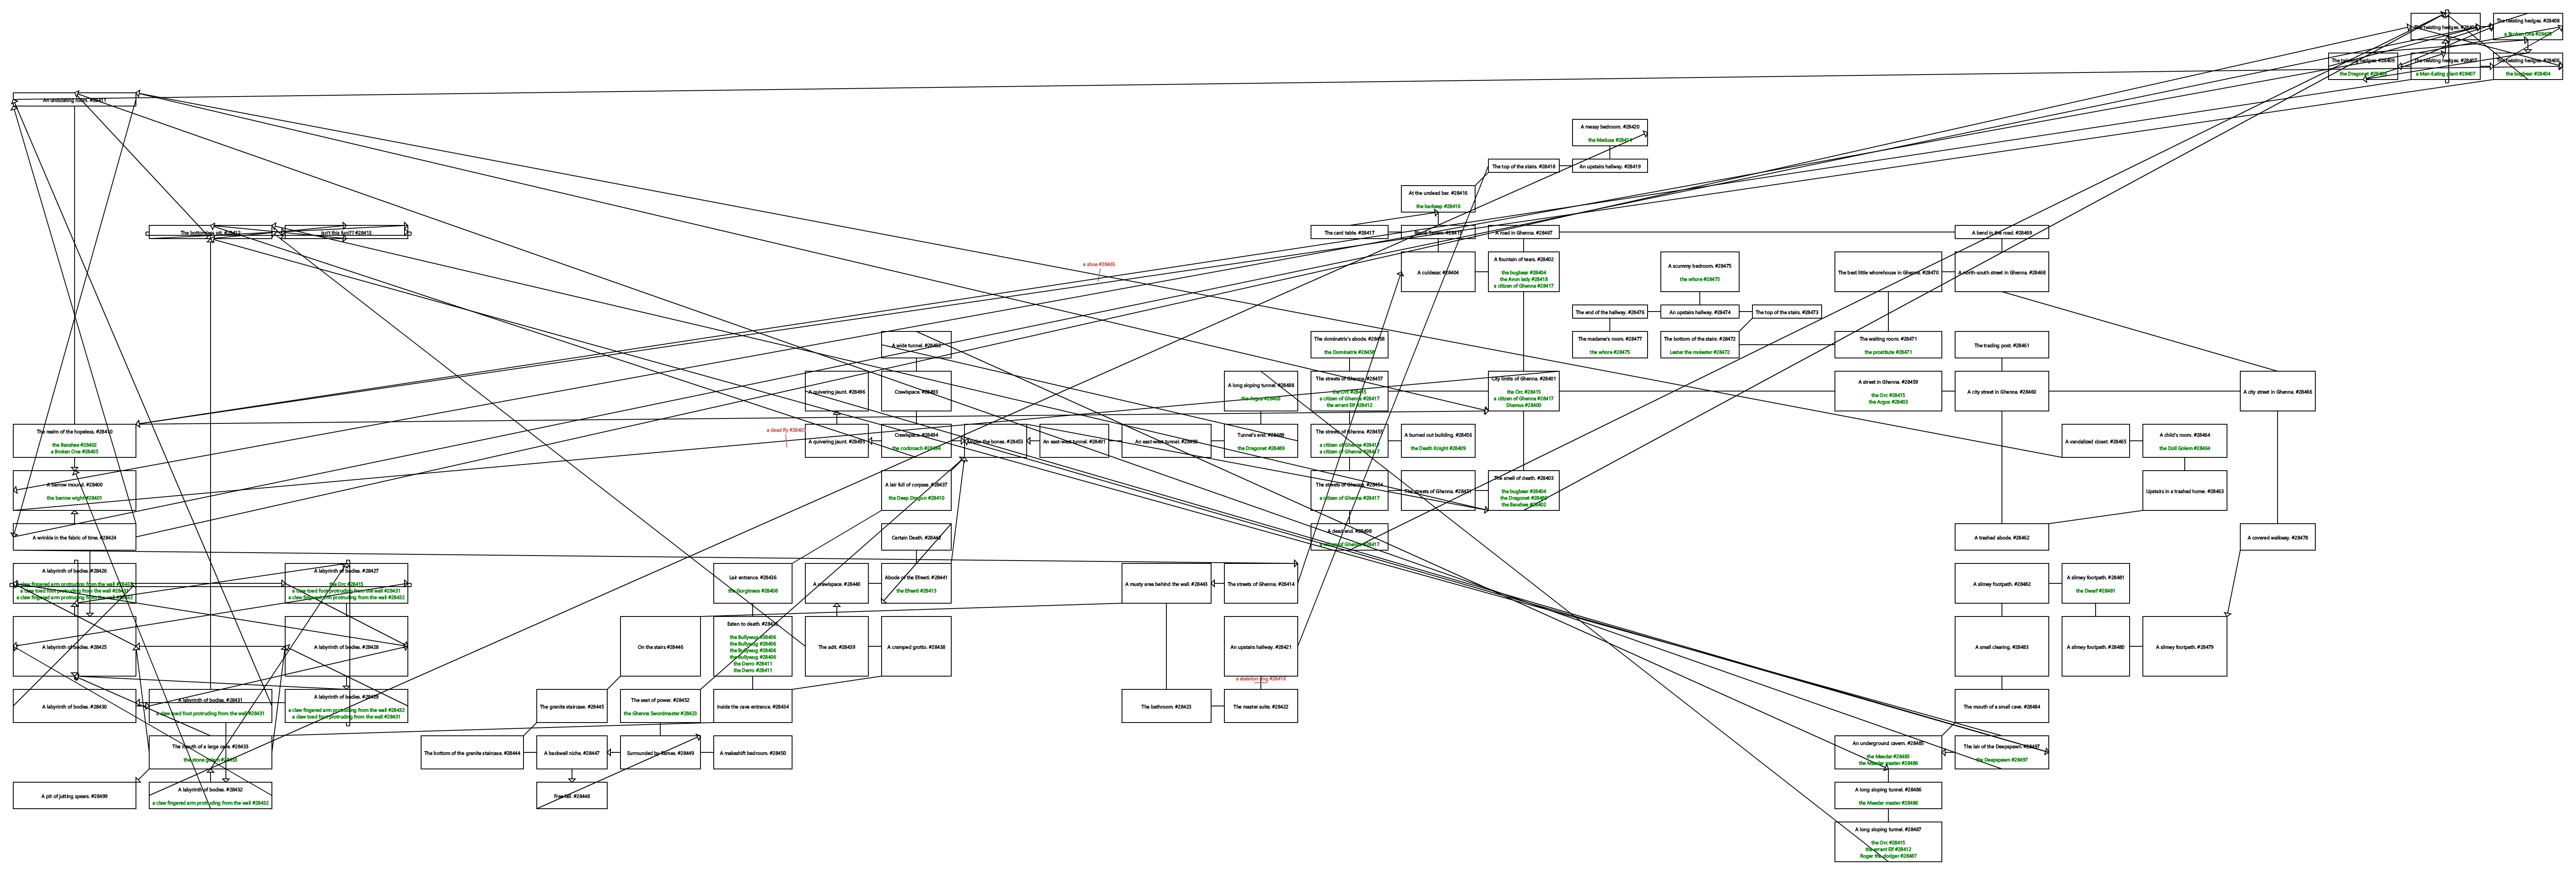 The twisting hedges. #28408
a Broken One #28405
The twisting hedges. #28409
the Dragonet #28489
The twisting hedges. #28407
a Man-Eating plant #28407
The twisting hedges. #28406
the bugbear #28404
An undulating room. #28411
A messy bedroom. #28420
the Medusa #28414
The top of the stairs. #28418
An upstairs hallway. #28419
At the undead bar. #28416
the barkeep #28416
The bottomless pit. #28412
Isn't this fun!?? #28413
The card table. #28417
A road in Ghenna. #28467
A bend in the road. #28469
a shoe #28465
A culdesac #28404
A fountain of tears. #28402
the bugbear #28404
the Avon lady #28418
a citizen of Ghenna #28417
A scummy bedroom. #28475
the whore #28475
The best little whorehouse in Ghenna. #28470
A north-south street in Ghenna. #28468
The end of the hallway. #28476
An upstairs hallway. #28474
The top of the stairs. #28473
A wide tunnel. #28492
The dominatrix's abode. #28458
the Dominatrix #28458
The madame's room. #28477
the whore #28475
The bottom of the stairs. #28472
Lester the molester #28472
The waiting room. #28471
the prostitute #28471
The trading post. #28461
A quivering jaunt. #28496
Crawlspace. #28493
A long sloping tunnel. #28488
the Argos #28403
The streets of Ghenna. #28457
the Orc #28415
a citizen of Ghenna #28417
the errant Elf #28412
City limits of Ghenna. #28401
the Orc #28415
a citizen of Ghenna #28417
Shamus #28400
A street in Ghenna. #28459
the Orc #28415
the Argos #28403
A city street in Ghenna. #28460
A city street in Ghenna. #28466
The realm of the hopeless. #28410
the Banshee #28402
a Broken One #28405
a dead fly #28403
A quivering jaunt. #28495
Crawlspace. #28494
the cockroach #28494
Under the bones. #28453
An east-west tunnel. #28491
An east-west tunnel. #28490
Tunnel's end. #28489
the Dragonet #28489
The streets of Ghenna. #28455
a citizen of Ghenna #28417
a citizen of Ghenna #28417
A burned out building. #28456
the Death Knight #28409
A vandalized closet. #28465
A child's room. #28464
the Doll Golem #28464
A barrow mound. #28400
the barrow wight #28401
A lair full of corpses. #28437
the Deep Dragon #28410
The streets of Ghenna. #28454
a citizen of Ghenna #28417
The streets of Ghenna. #28451
The smell of death. #28403
the bugbear #28404
the Dragonet #28489
the Banshee #28402
Upstairs in a trashed home. #28463
A wrinkle in the fabric of time. #28424
Certain Death. #28442
A dead end. #28498
a citizen of Ghenna #28417
A trashed abode. #28462
A covered walkway. #28478
A labyrinth of bodies. #28426
a claw fingered arm protruding from the wall #28432
a claw toed foot protruding from the wall #28431
a claw fingered arm protruding from the wall #28432
A labyrinth of bodies. #28427
the Orc #28415
a claw toed foot protruding from the wall #28431
a claw fingered arm protruding from the wall #28432
Lair entrance. #28436
the Gorgimera #28408
A crawlspace. #28440
Abode of the Efreeti. #28441
the Efreeti #28413
A musty area behind the wall. #28443
The streets of Ghenna. #28414
A slimey footpath. #28482
A slimey footpath. #28481
the Dwarf #28481
A labyrinth of bodies. #28425
A labyrinth of bodies. #28428
On the stairs #28446
Eaten to death. #28435
the Bullywug #28406
the Bullywug #28406
the Bullywug #28406
the Bullywug #28406
the Derro #28411
the Derro #28411
The adit. #28439
A cramped grotto. #28438
An upstairs hallway. #28421
A small clearing. #28483
A slimey footpath. #28480
A slimey footpath. #28479
a skeleton ring #28416
A labyrinth of bodies. #28430
A labyrinth of bodies. #28431
a claw toed foot protruding from the wall #28431
A labyrinth of bodies. #28429
a claw fingered arm protruding from the wall #28432
a claw toed foot protruding from the wall #28431
The granite staircase. #28445
The seat of power. #28452
the Ghenna Swordmaster #28423
Inside the cave entrance. #28434
The bathroom. #28423
The master suite. #28422
The mouth of a small cave. #28484
The mouth of a large cave. #28433
the stone golem #28433
The bottom of the granite staircase. #28444
A backwall niche. #28447
Surrounded by flames. #28449
A makeshift bedroom. #28450
An underground cavern. #28485
the Maedar #28485
the Maedar master #28486
The lair of the Deepspawn. #28497
the Deepspawn #28497
A pit of jutting spears. #28499
A labyrinth of bodies. #28432
a claw fingered arm protruding from the wall #28432
Free fall. #28448
A long sloping tunnel. #28486
the Maedar master #28486
A long sloping tunnel. #28487
the Orc #28415
the errant Elf #28412
Roger the dodger #28487